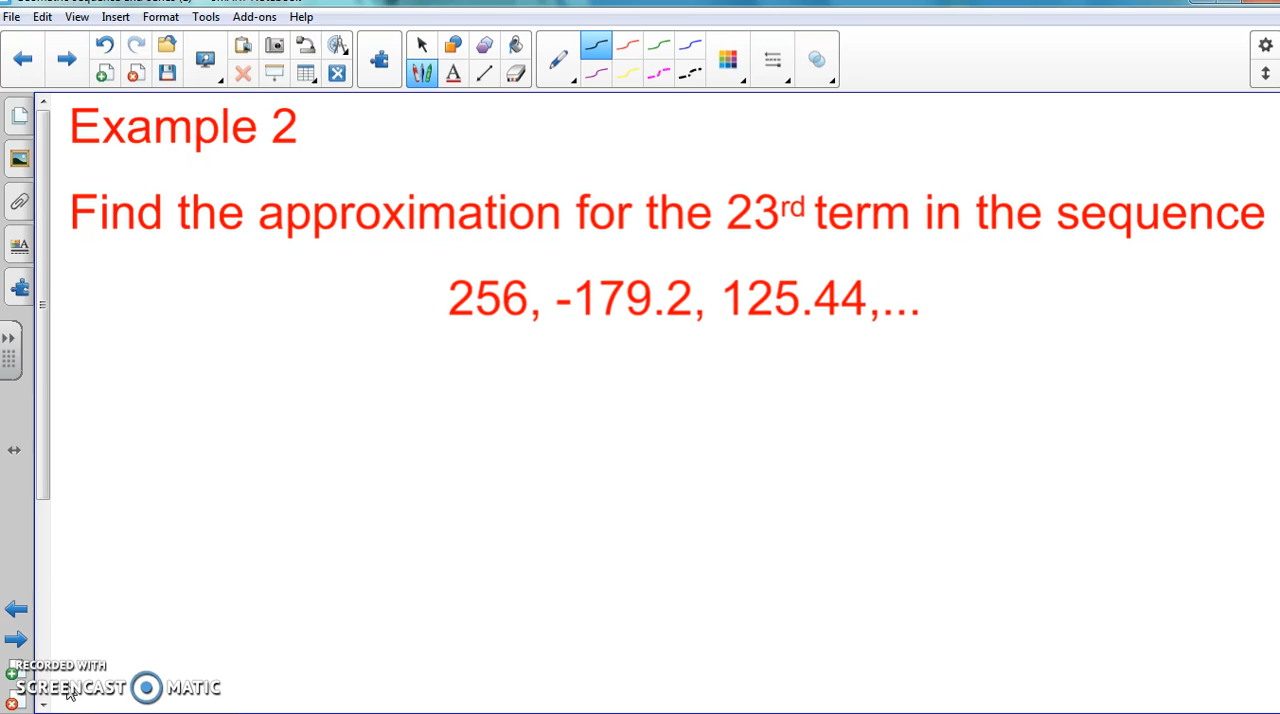 File Edit View Insert Format Tools Add-ons Help
Example 2
Find the approximation for the 23rd term in the sequence
256, -179.2, 125.44,...
RECORDED WITH
SCREENCAST MATIC